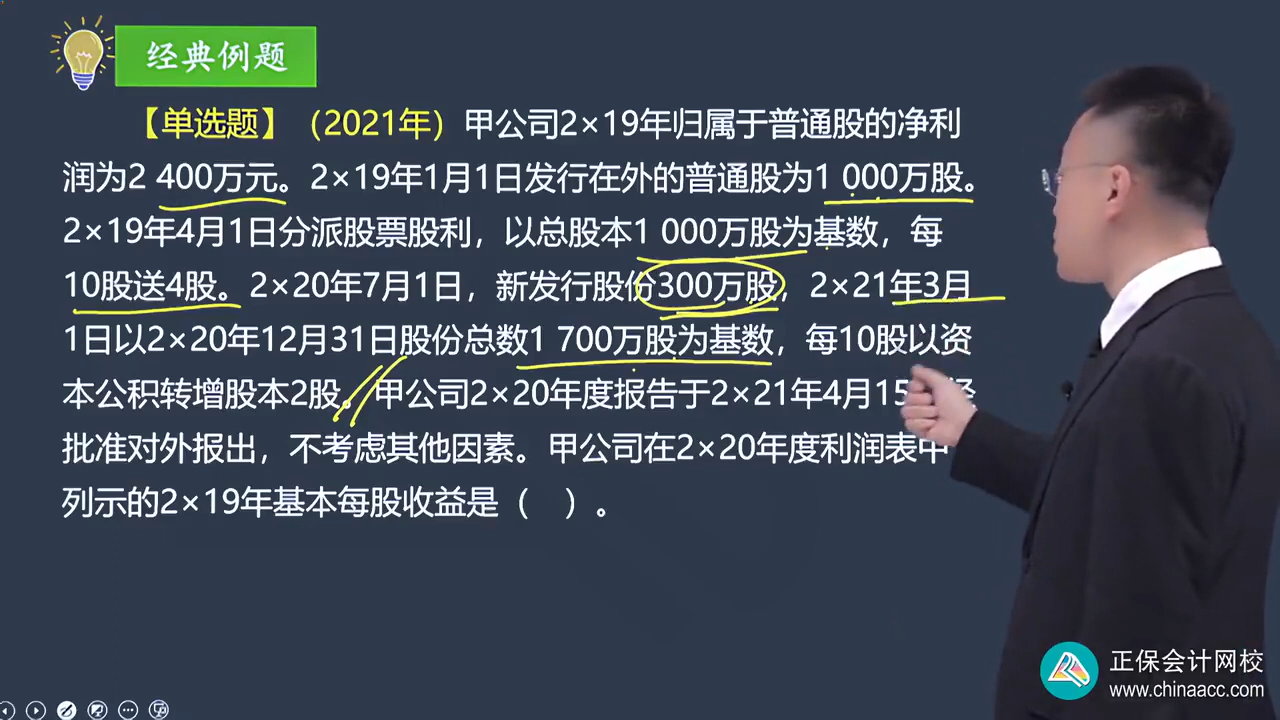 经典例题
【单选题】（2021年）甲公司2×19年归属于普通股的净利
润为2 400万元。2×19年1月1日发行在外的普通股为1 000万股。
2×19年4月1日分派股票股利，以总股本1 000万股为基数，每
10股送4股。2×20年7月1日，新发行股份300万股，2×21年3月
1日以2×20年12月31日股份总数1 700万股为基数，每10股以资
本公积转增股本2股。甲公司2×20年度报告于2×21年4月15
批准对外报出，不考虑其他因素。甲公司在2×20年度利润表中
列示的2×19年基本每股收益是（ ）。
正保会计网校
www.chinaacc.com